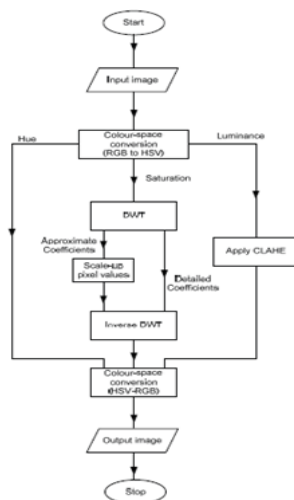 Start
Input image
Hue
Luminance
Colour-space
conversion
(RGB to HSV)
Saturation
DWT
Approximate
Coefficients
Apply CLAHE
Scale-up
pixel values
Detailed
Coefficients
Inverse DWT
Colour-space
conversion
(HSV-RGB)
Output image
Stop